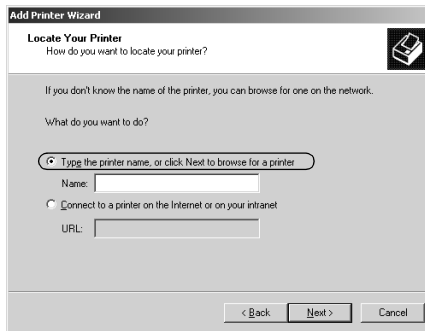 Add Printer Wizard
Locate Your Printer
How do you want to locate your printer?
If you don't know the name of the printer, you can browse for one on the network.
What do you want to do?
Type the printer name, or click Next to browse for a printer
Name:
Connect to a printer on the Internet or on your intranet
URL:
< Back Next > Cancel